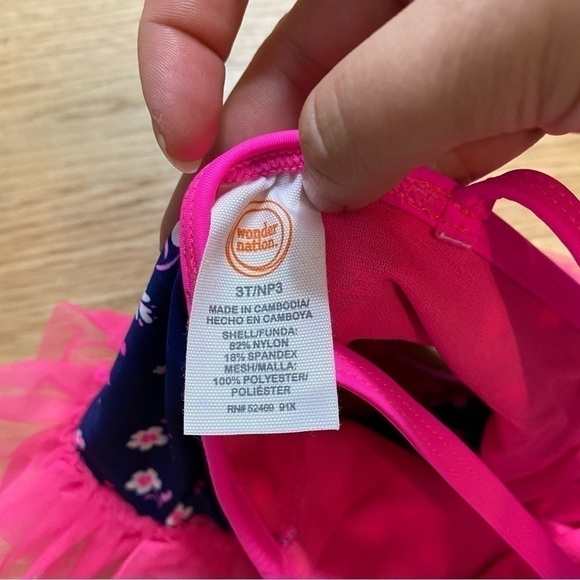 wonder
nation.
3T/NP3
MADE IN CAMBODIA/
HECHO EN CAMBOYA
SHELL/FUNDA:
82% NYLON
18% SPANDEX
MESH/MALLA:
100% POLYESTER/
POLIÉSTER
RN# 52469 91X